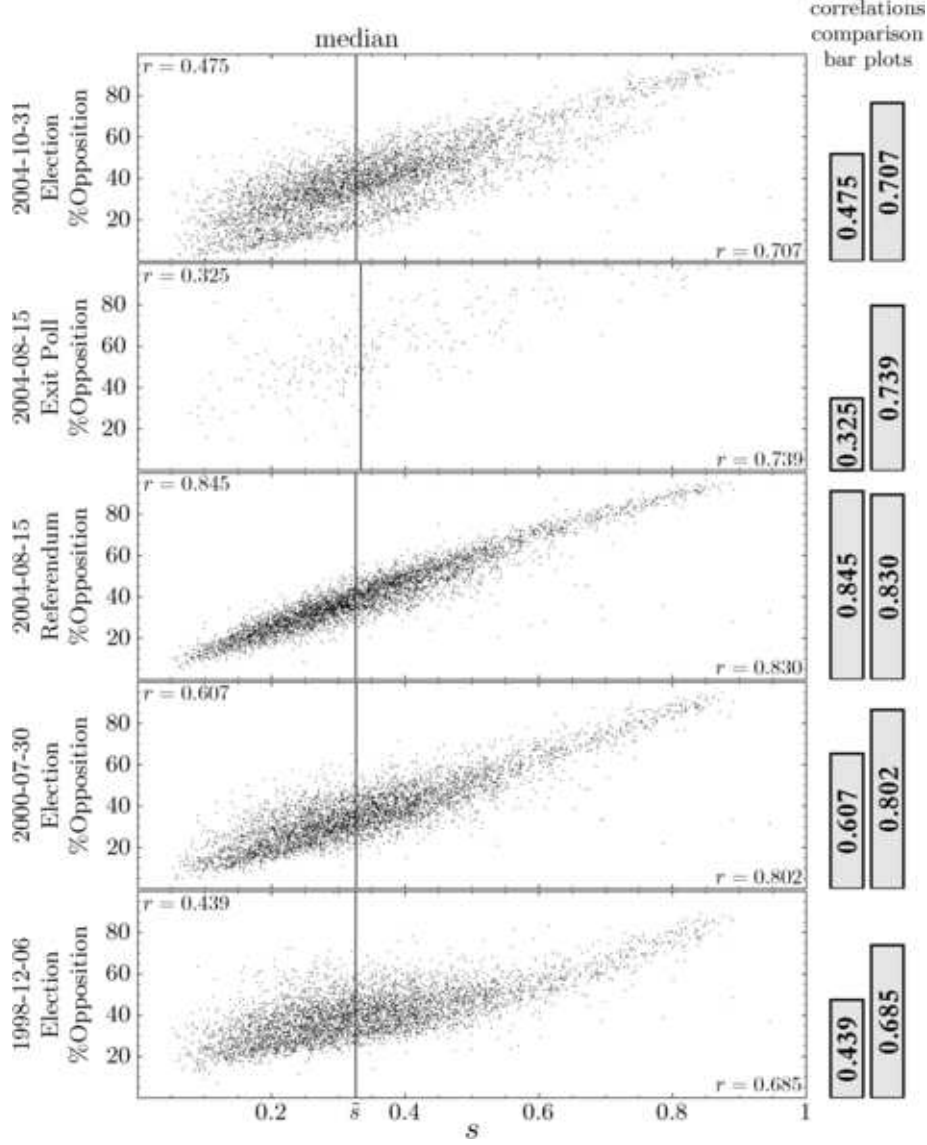 correlations
comparison
bar plots
median
2004-10-31
Election
%Opposition
80
60
40
20
r = 0.475
r = 0.707
0.475
0.707
2004-08-15
Exit Poll
%Opposition
80
60
40
20
r = 0.325
r = 0.739
0.325
0.739
2004-08-15
Referendum
%Opposition
80
60
40
20
r = 0.845
r = 0.830
0.845
0.830
2000-07-30
Election
%Opposition
80
60
40
20
r = 0.607
r = 0.802
0.607
0.802
1998-12-06
Election
%Opposition
80
60
40
20
r = 0.439
r = 0.685
0.439
0.685
0.2 s̄ 0.4 0.6 0.8 1
s